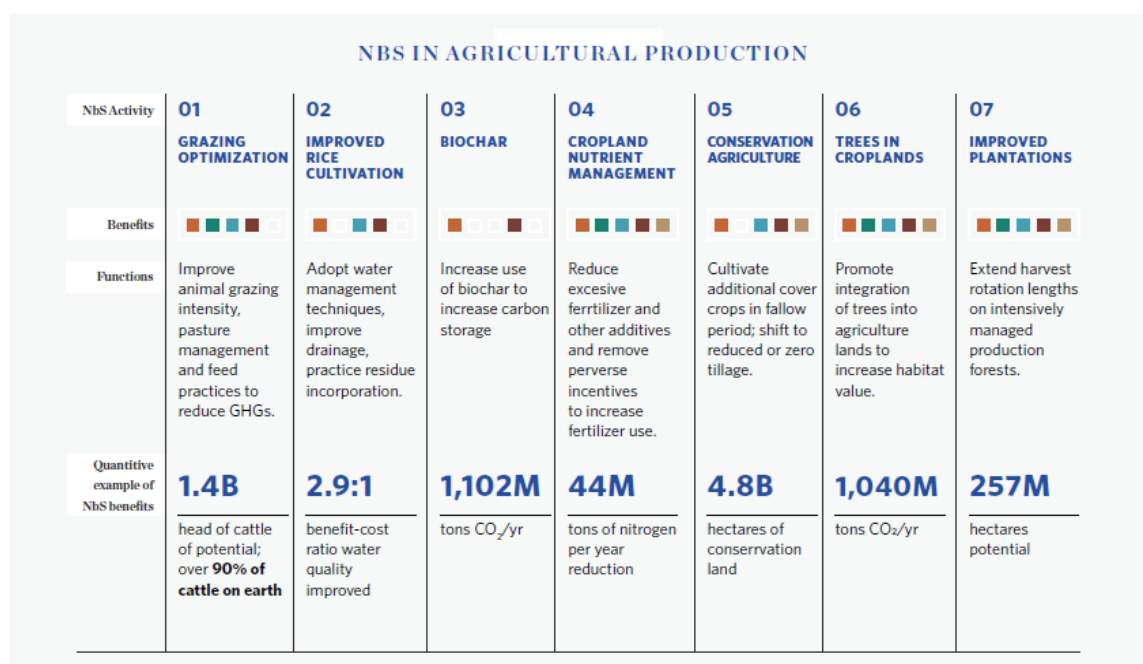 NBS IN AGRICULTURAL PRODUCTION
NbS Activity
01
GRAZING
OPTIMIZATION
02
IMPROVED
RICE
CULTIVATION
03
BIOCHAR
04
CROPLAND
NUTRIENT
MANAGEMENT
05
CONSERVATION
AGRICULTURE
06
TREES IN
CROPLANDS
07
IMPROVED
PLANTATIONS
Benefits
Functions
Improve
animal grazing
intensity,
pasture
management
and feed
practices to
reduce GHGs.
Adopt water
management
techniques,
improve
drainage,
practice residue
incorporation.
Increase use
of biochar to
increase carbon
storage
Reduce
excesive
ferrtilizer and
other additives
and remove
perverse
incentives
to increase
fertilizer use.
Cultivate
additional cover
crops in fallow
period; shift to
reduced or zero
tillage.
Promote
integration
of trees into
agriculture
lands to
increase habitat
value.
Extend harvest
rotation lengths
on intensively
managed
production
forests.
Quantitive
example of
NbS benefits
1.4B
head of cattle
of potential;
over 90% of
cattle on earth
2.9:1
benefit-cost
ratio water
quality
improved
1,102M
tons CO₂/yr
44M
tons of nitrogen
per year
reduction
4.8B
hectares of
conserrvation
land
1,040M
tons CO₂/yr
257M
hectares
potential